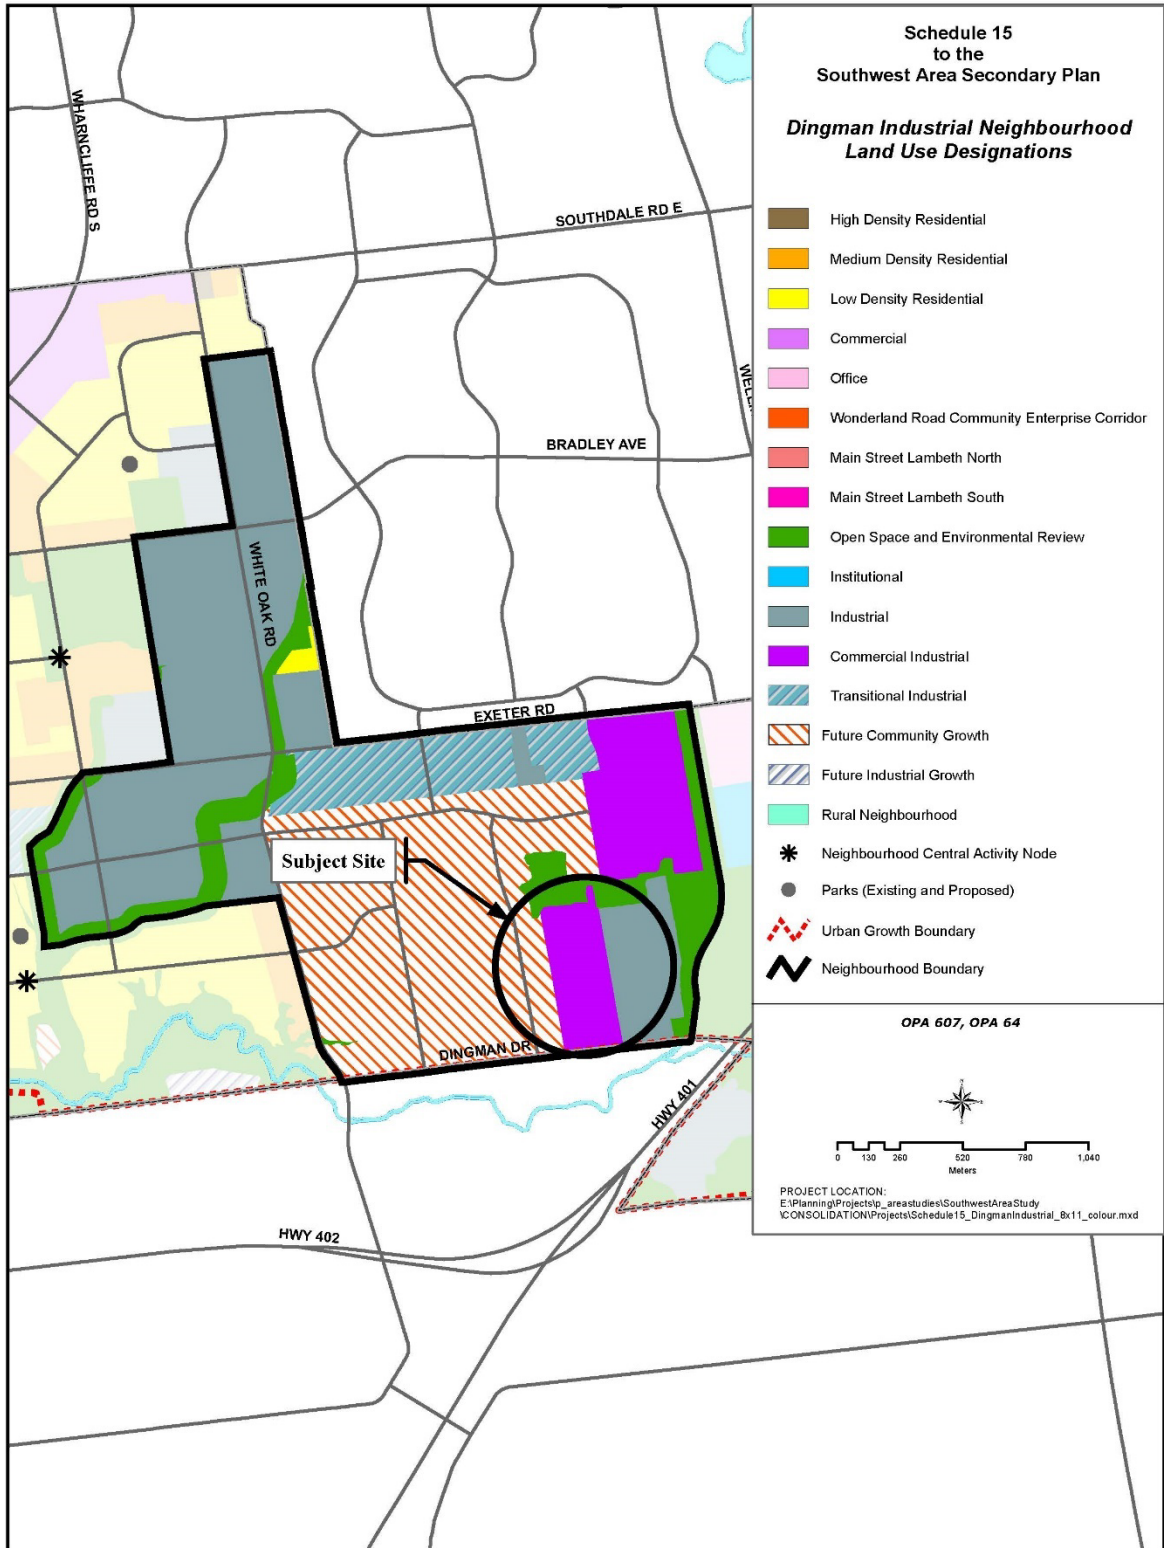 Schedule 15
to the
Southwest Area Secondary Plan
Dingman Industrial Neighbourhood
Land Use Designations
High Density Residential
Medium Density Residential
Low Density Residential
Commercial
Office
Wonderland Road Community Enterprise Corridor
Main Street Lambeth North
Main Street Lambeth South
Open Space and Environmental Review
Institutional
Industrial
Commercial Industrial
Transitional Industrial
Future Community Growth
Future Industrial Growth
Rural Neighbourhood
Neighbourhood Central Activity Node
Parks (Existing and Proposed)
Urban Growth Boundary
Neighbourhood Boundary
OPA 607, OPA 64
N
W E
S
0 130 260 520 780 1,040
Meters
PROJECT LOCATION:
E:\Planning\Projects\p_areastudies\SouthwestAreaStudy
\CONSOLIDATION\Projects\Schedule15_DingmanIndustrial_8x11_colour.mxd
WHARNCLIFFE RD S
SOUTHDALE RD E
WELL
BRADLEY AVE
WHITE OAK RD
EXETER RD
Subject Site
DINGMAN DR
HWY 401
HWY 402